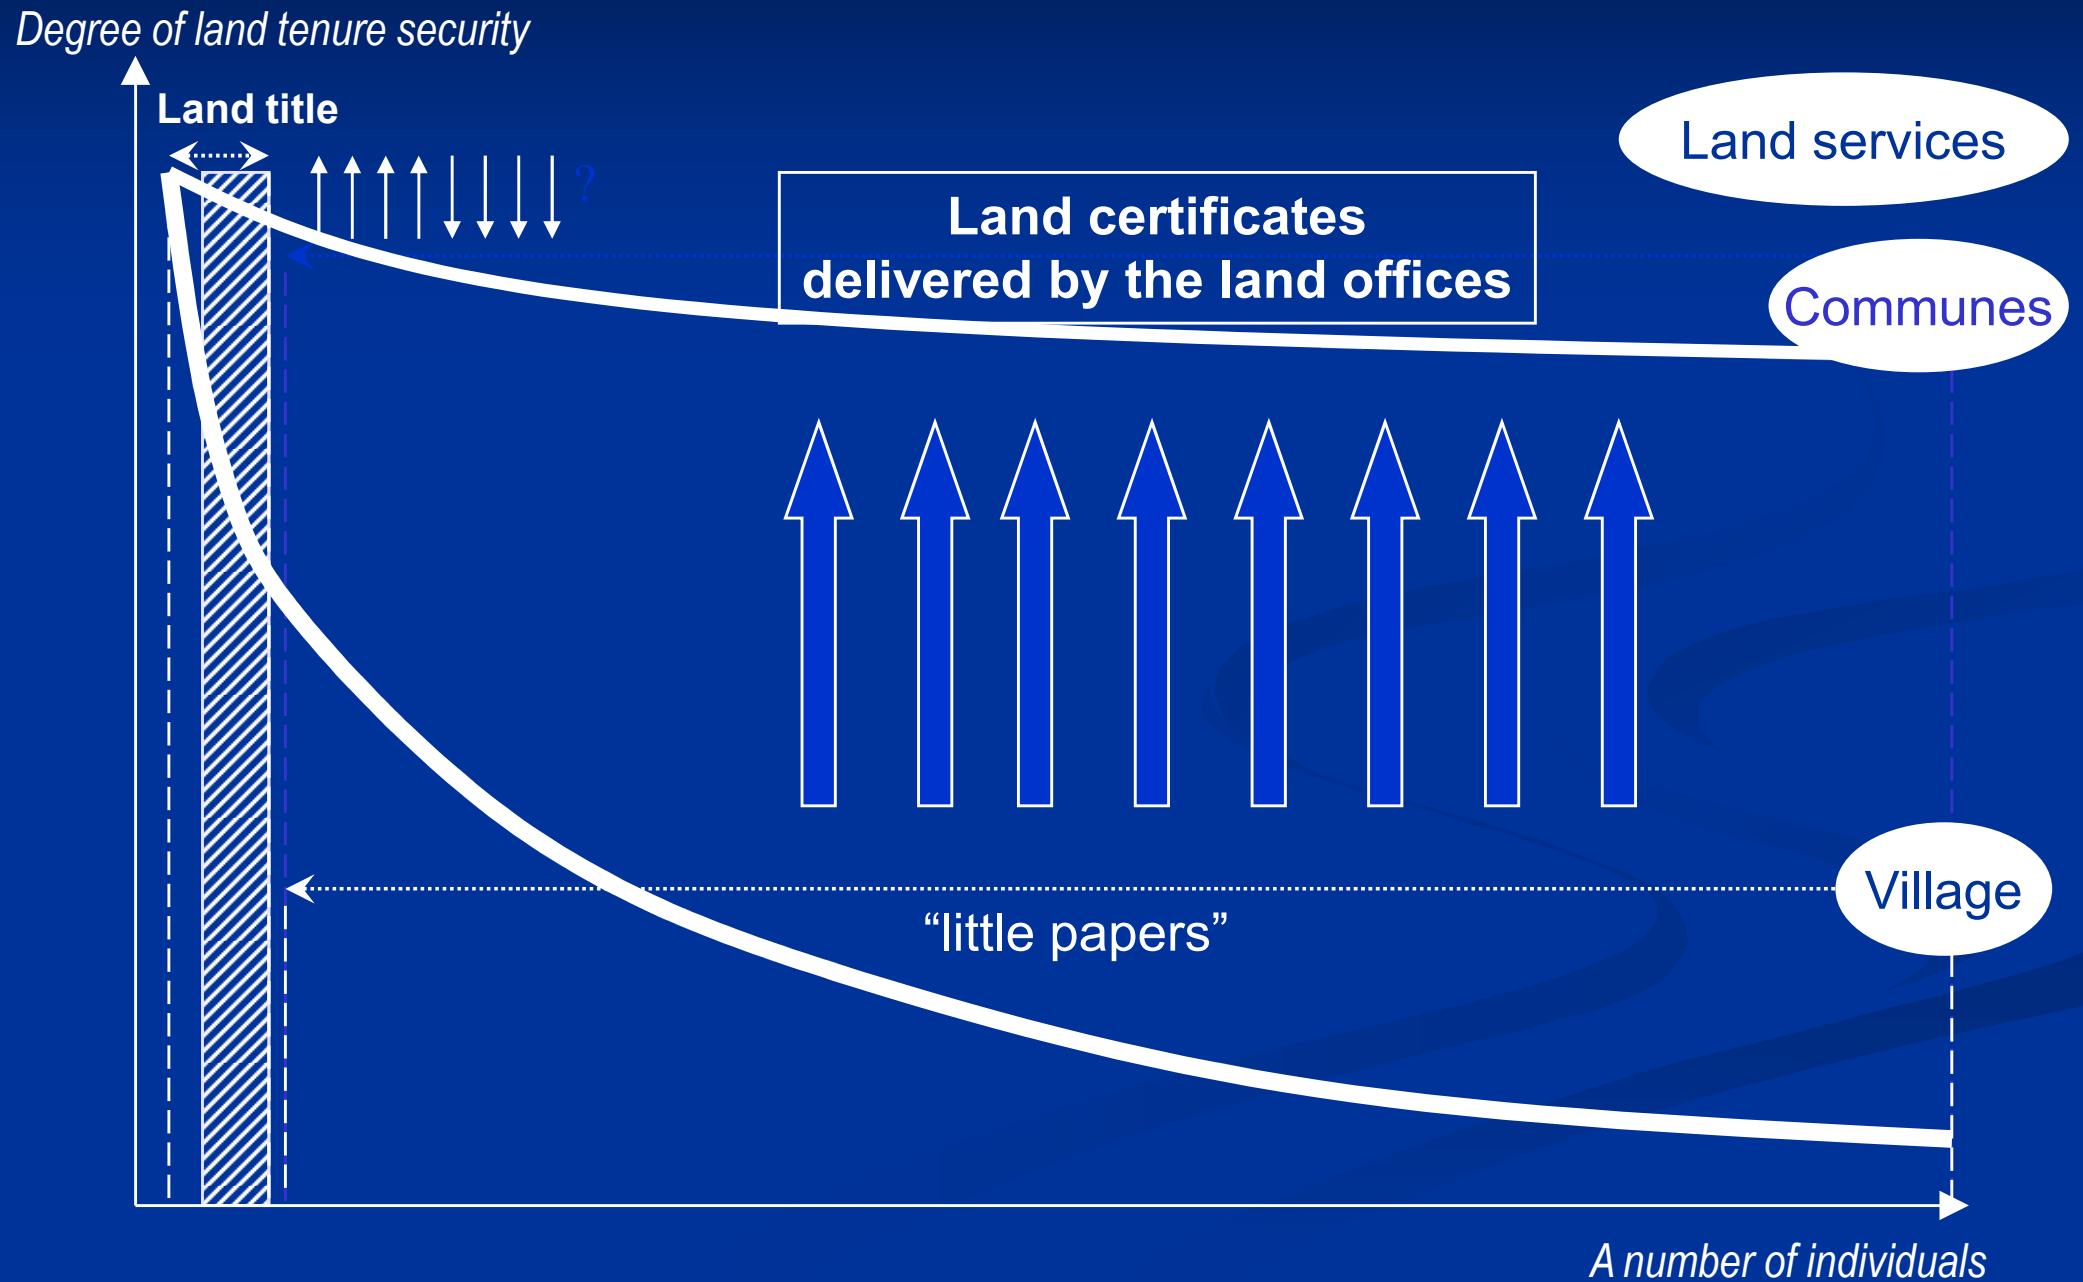 Degree of land tenure security
Land title
?
Land services
Land certificates
delivered by the land offices
Communes
Village
“little papers”
A number of individuals